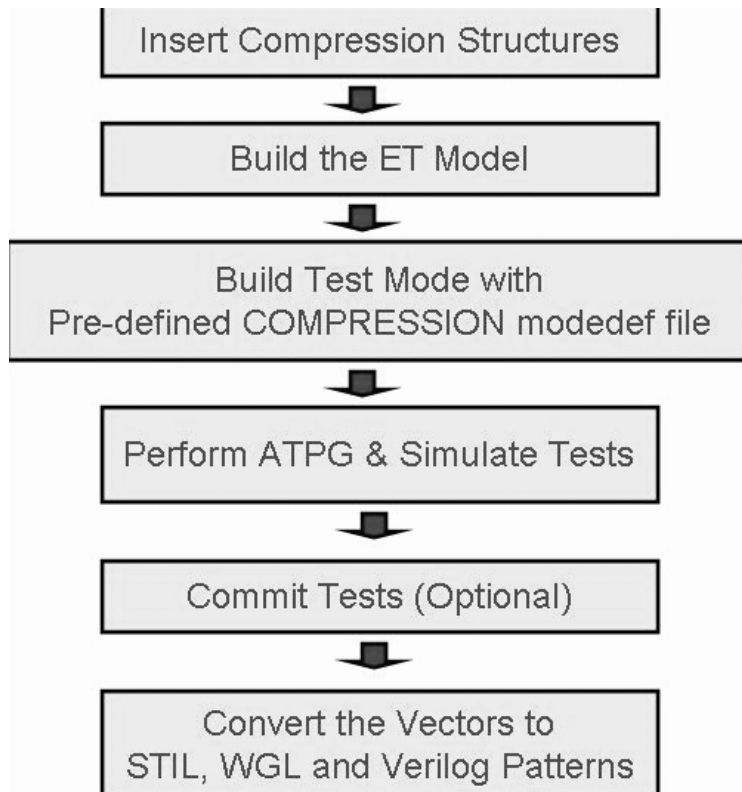 Insert Compression Structures
Build the ET Model
Build Test Mode with
Pre-defined COMPRESSION modedef file
Perform ATPG & Simulate Tests
Commit Tests (Optional)
Convert the Vectors to
STIL, WGL and Verilog Patterns